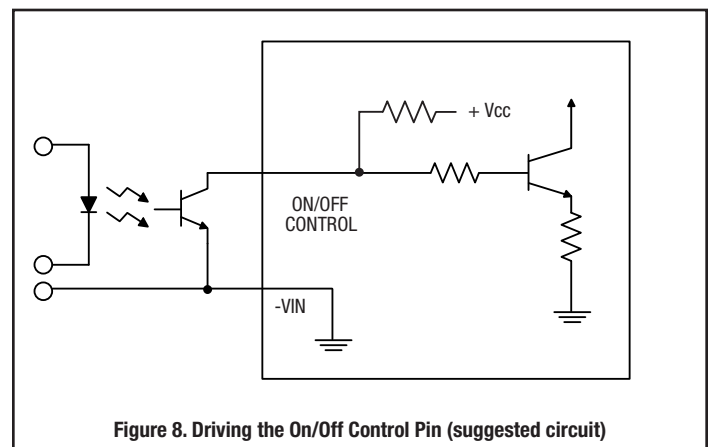 + Vcc
ON/OFF
CONTROL
-VIN
Figure 8. Driving the On/Off Control Pin (suggested circuit)